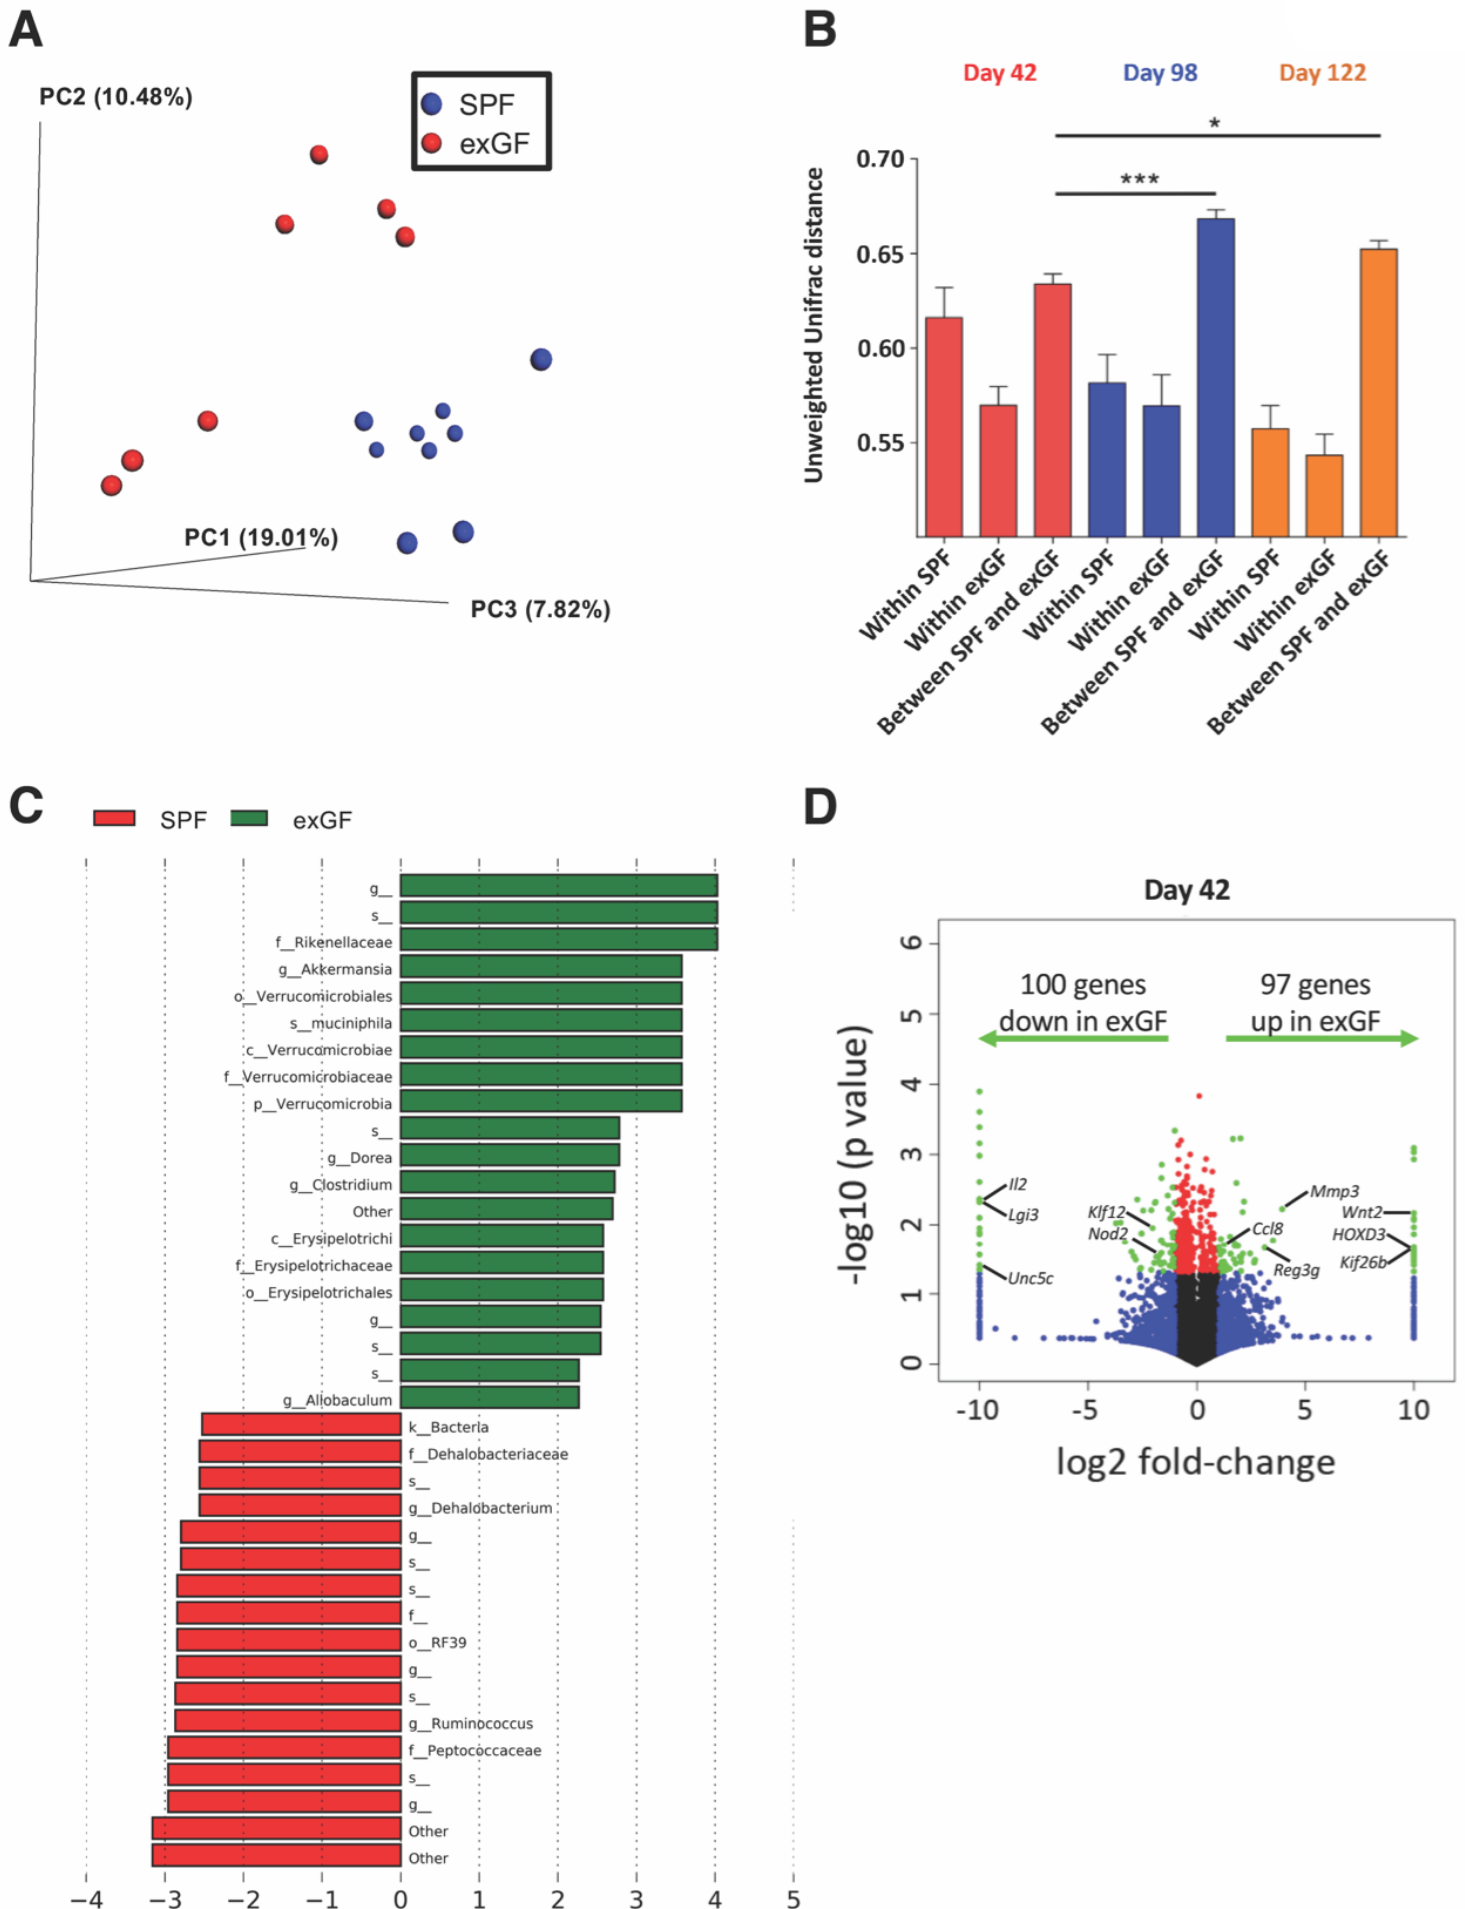 A
PC2 (10.48%)
SPF
exGF
PC1 (19.01%)
PC3 (7.82%)
B
Day 42
Day 98
Day 122
*
***
Unweighted Unifrac distance
0.70
0.65
0.60
0.55
Within SPF
Within exGF
Between SPF and exGF
Within SPF
Within exGF
Between SPF and exGF
Within SPF
Within exGF
Between SPF and exGF
C
SPF
exGF
g__
s__
f__Rikenellaceae
g__Akkermansia
o__Verrucomicrobiales
s__muciniphila
c__Verrucomicrobiae
f__Verrucomicrobiaceae
p__Verrucomicrobia
s__
g__Dorea
g__Clostridium
Other
c__Erysipelotrichi
f__Erysipelotrichaceae
o__Erysipelotrichales
g__
s__
s__
g__Allobaculum
k__Bacteria
f__Dehalobacteriaceae
s__
g__Dehalobacterium
g__
s__
s__
f__
o__RF39
g__
s__
g__Ruminococcus
f__Peptococcaceae
s__
g__
Other
Other
−4 −3 −2 −1 0 1 2 3 4 5
D
Day 42
100 genes
down in exGF
97 genes
up in exGF
-log10 (p value)
6
5
4
3
2
1
0
Il2
Lgi3
Unc5c
Klf12
Nod2
Ccl8
Mmp3
Reg3g
Wnt2
HOXD3
Kif26b
-10 -5 0 5 10
log2 fold-change